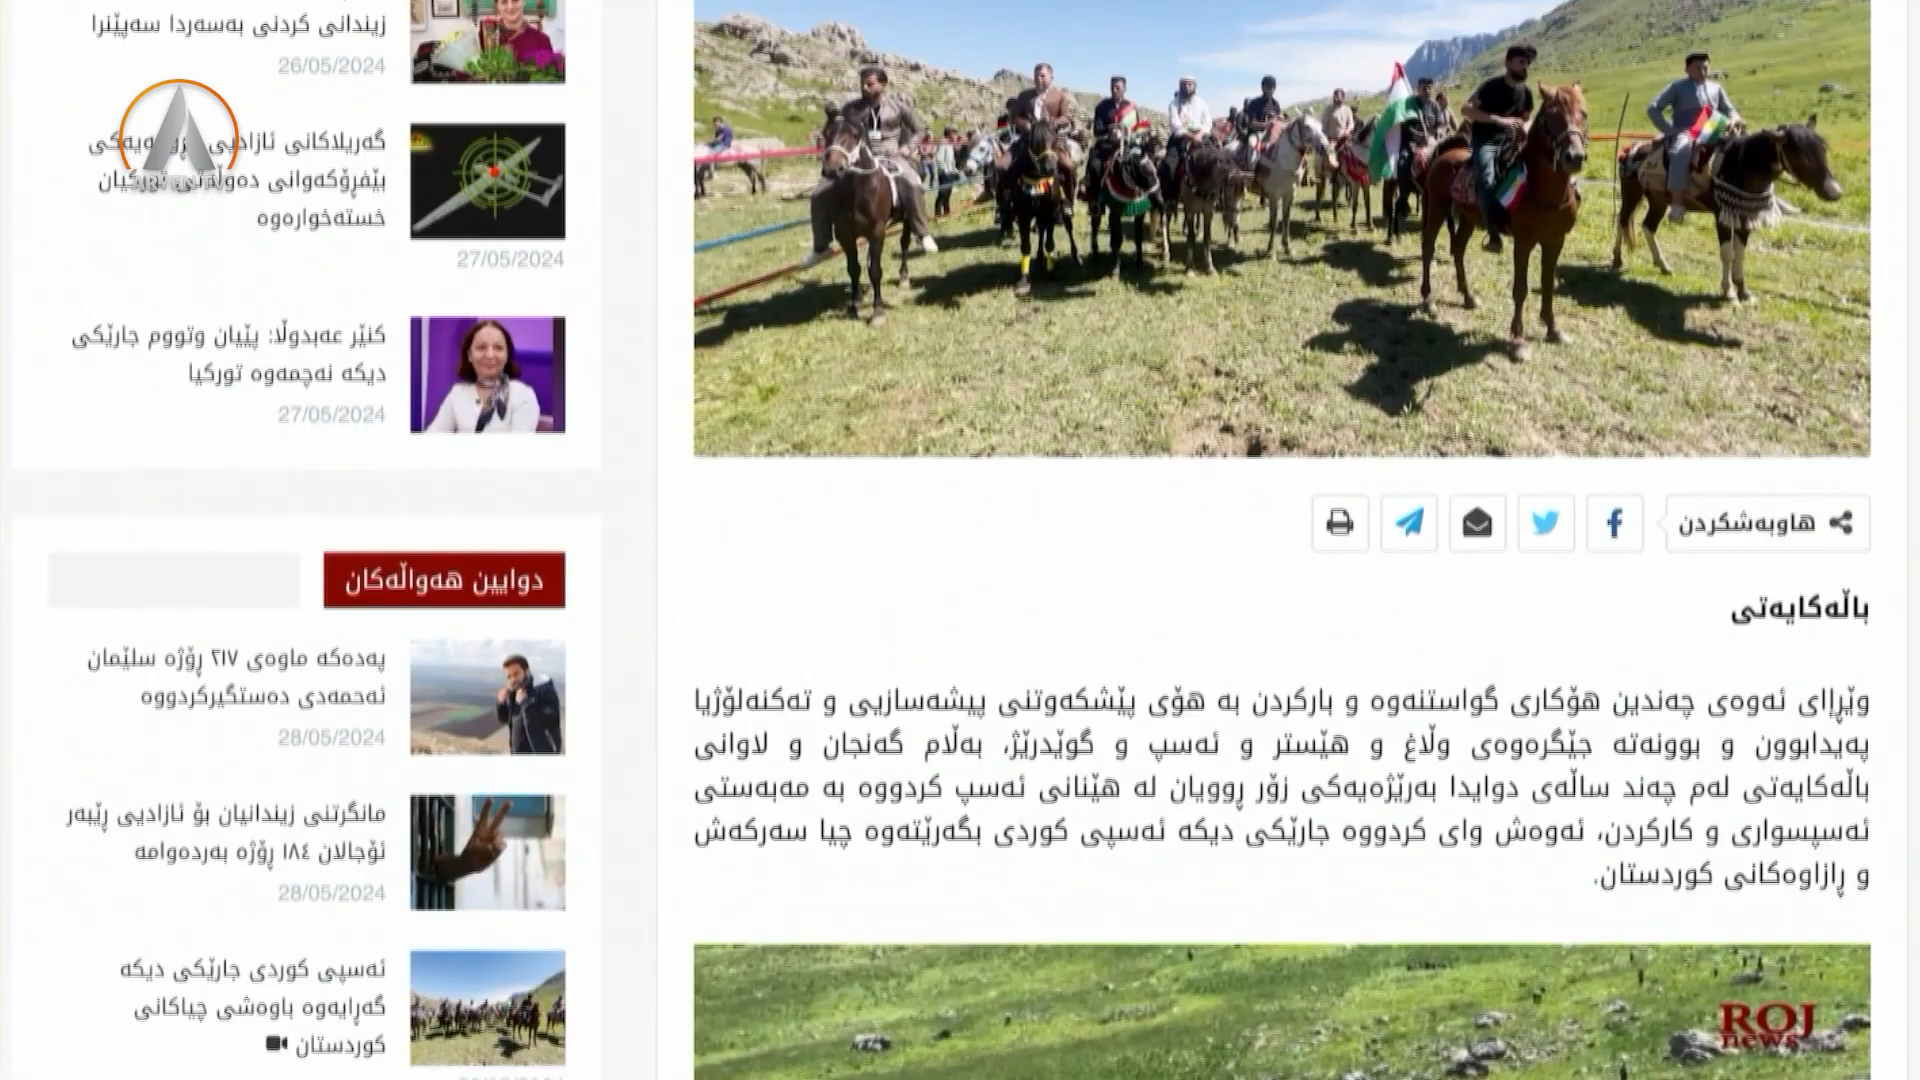 هاوبەشکردن
باڵەکایەتی
وێڕای ئەوەی چەندین هۆکاری گواستنەوە و بارکردن بە هۆی پێشکەوتنی پیشەسازیی و تەکنەلۆژیا
پەیدابوون و بوونەتە جێگرەوەی وڵاغ و هێستر و ئەسپ و گوێدرێژ، بەڵام گەنجان و لاوانی
باڵەکایەتی لەم چەند ساڵەی دوایدا بەرێژەیەکی زۆر ڕوویان لە هێنانی ئەسپ کردووە بە مەبەستی
ئەسپسواری و کارکردن، ئەوەش وای کردووە جارێکی دیکە ئەسپی کوردی بگەرێتەوە چیا سەرکەش
و ڕازاوەکانی کوردستان.
ROJ
news
زیندانی کردنی بەسەردا سەپێنرا
26/05/2024
گەریلاکانی ئازادیی
بێفڕۆکەوانی دەوڵەتی تورکیان
خستەخوارەوە
27/05/2024
کنێر عەبدوڵا: پێیان وتووم جارێکی
دیکە نەچمەوە تورکیا
27/05/2024
دوایین هەواڵەکان
پەدەکە ماوەی ٢١٧ ڕۆژە سلێمان
ئەحمەدی دەستگیرکردووە
28/05/2024
مانگرتنی زیندانیان بۆ ئازادیی ڕێبەر
ئۆجالان ١٨٤ ڕۆژە بەردەوامە
28/05/2024
ئەسپی کوردی جارێکی دیکە
گەڕایەوە باوەشی چیاکانی
کوردستان